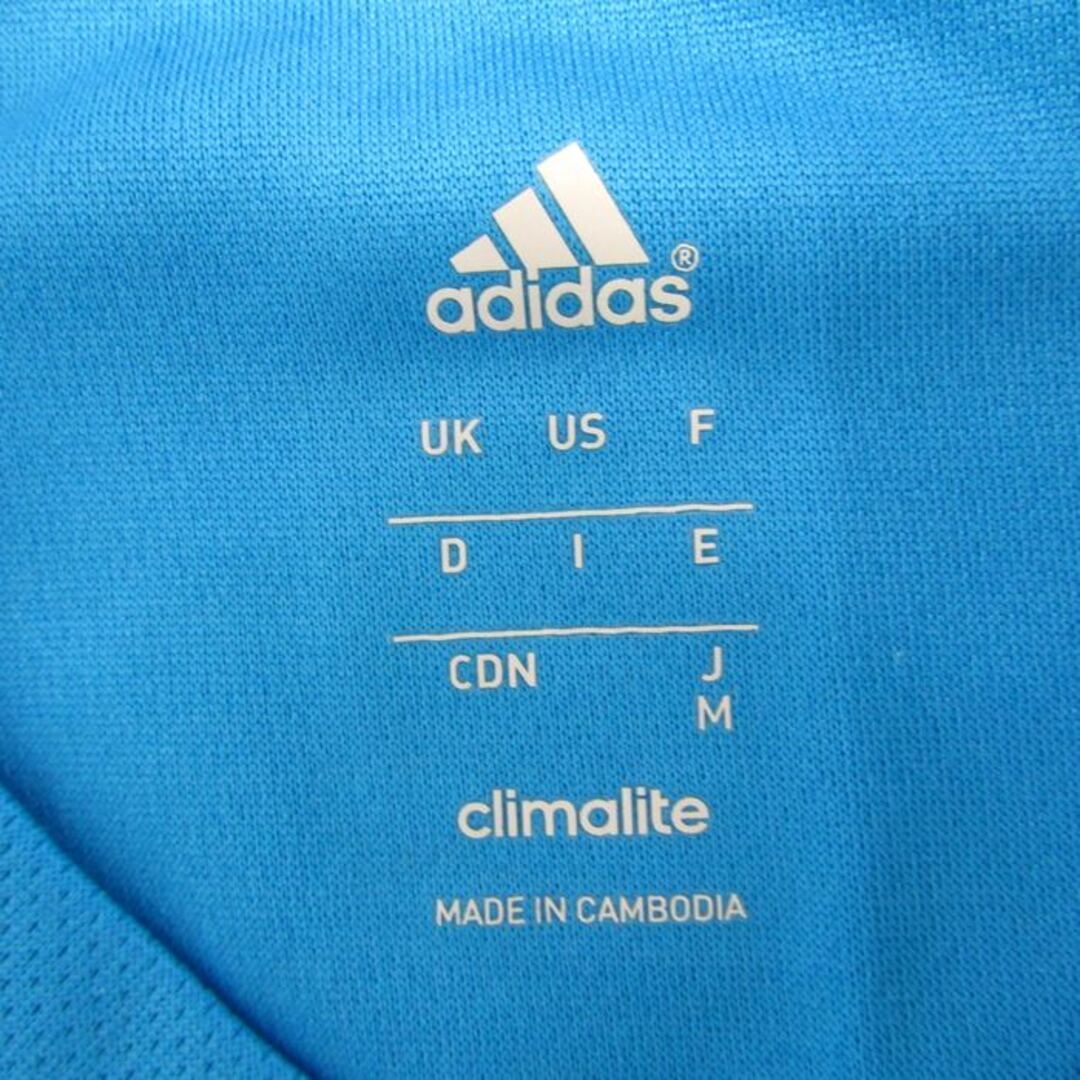 adidas®
UK US F
D I E
CDN J
M
climalite
MADE IN CAMBODIA